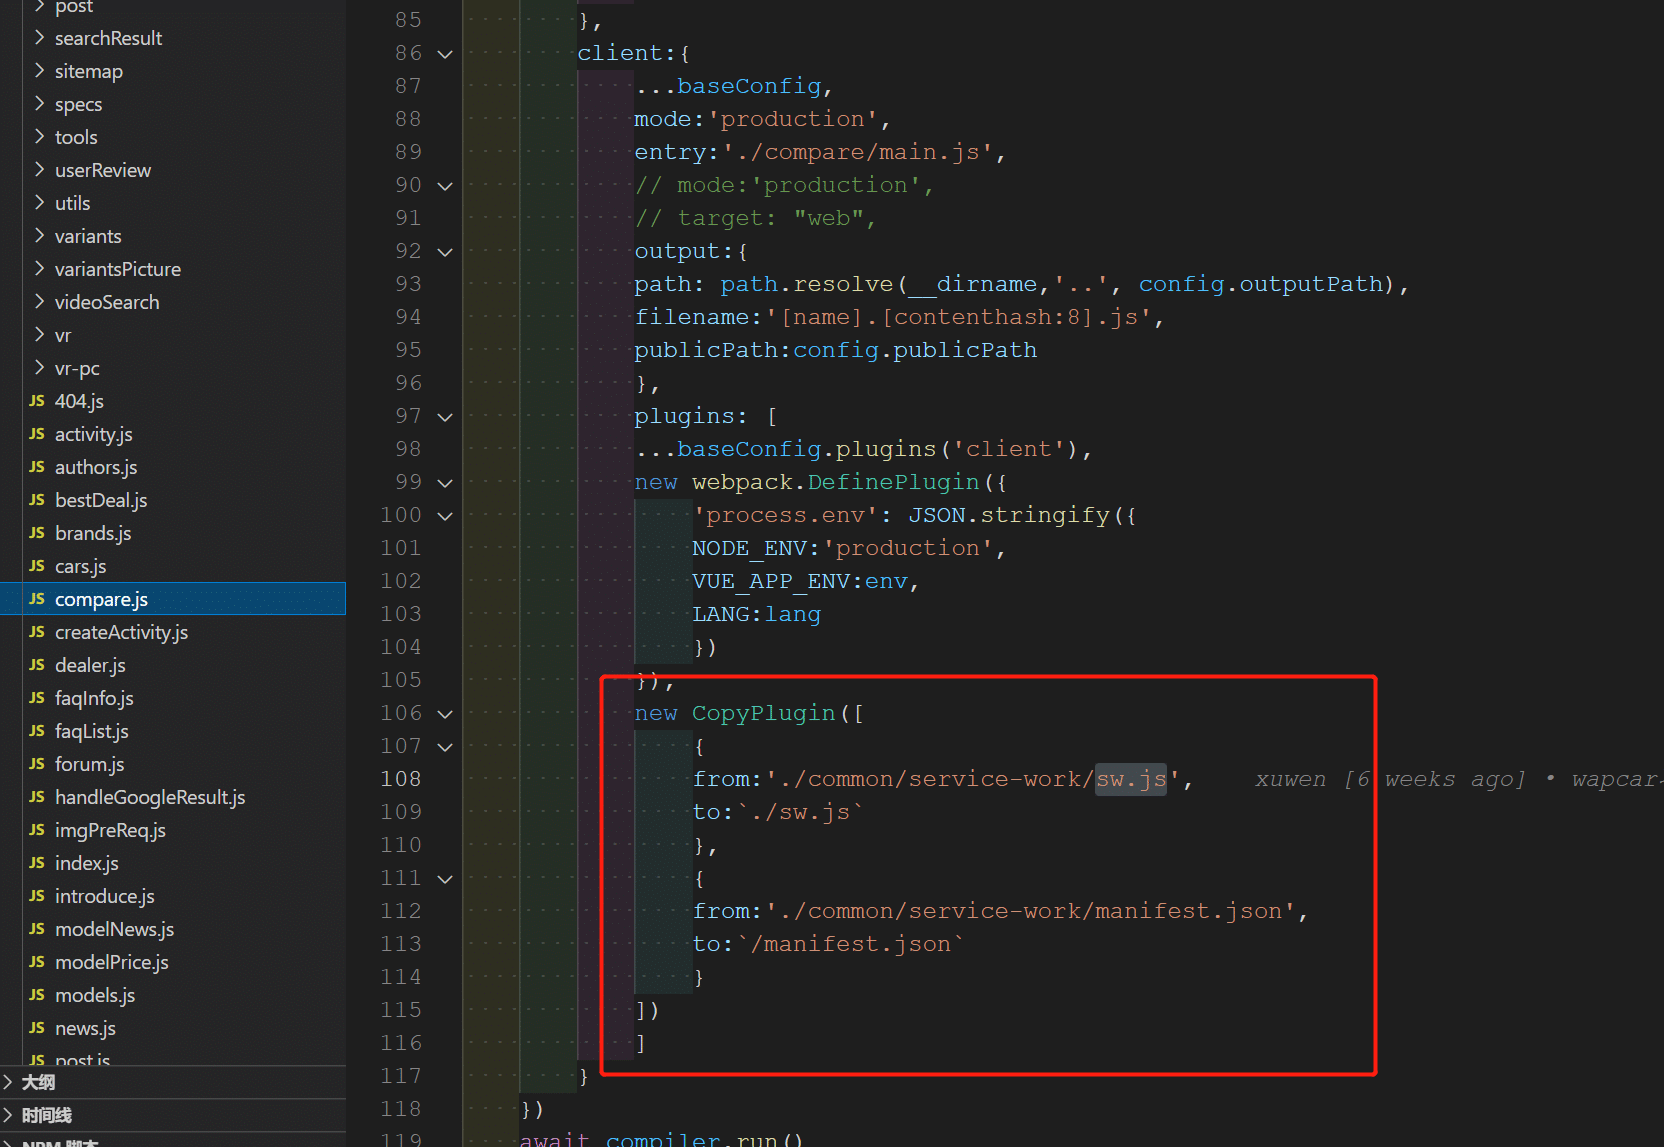 post
searchResult
sitemap
specs
tools
userReview
utils
variants
variantsPicture
videoSearch
vr
vr-pc
JS 404.js
JS activity.js
JS authors.js
JS bestDeal.js
JS brands.js
JS cars.js
JS compare.js
JS createActivity.js
JS dealer.js
JS faqInfo.js
JS faqList.js
JS forum.js
JS handleGoogleResult.js
JS imgPreReq.js
JS index.js
JS introduce.js
JS modelNews.js
JS modelPrice.js
JS models.js
JS news.js
JS post.js
大纲
时间线
NPM 脚本
85 },
86 client:{
87 ...baseConfig,
88 mode:'production',
89 entry:'./compare/main.js',
90 // mode:'production',
91 // target: "web",
92 output:{
93 path: path.resolve(__dirname,'..', config.outputPath),
94 filename:'[name].[contenthash:8].js',
95 publicPath:config.publicPath
96 },
97 plugins: [
98 ...baseConfig.plugins('client'),
99 new webpack.DefinePlugin({
100 'process.env': JSON.stringify({
101 NODE_ENV:'production',
102 VUE_APP_ENV:env,
103 LANG:lang
104 })
105 }),
106 new CopyPlugin([
107 {
108 from:'./common/service-work/sw.js', xuwen [6 weeks ago] • wapcar
109 to:`./sw.js`
110 },
111 {
112 from:'./common/service-work/manifest.json',
113 to:`/manifest.json`
114 }
115 ])
116 ]
117 }
118 })
119 await compiler.run()